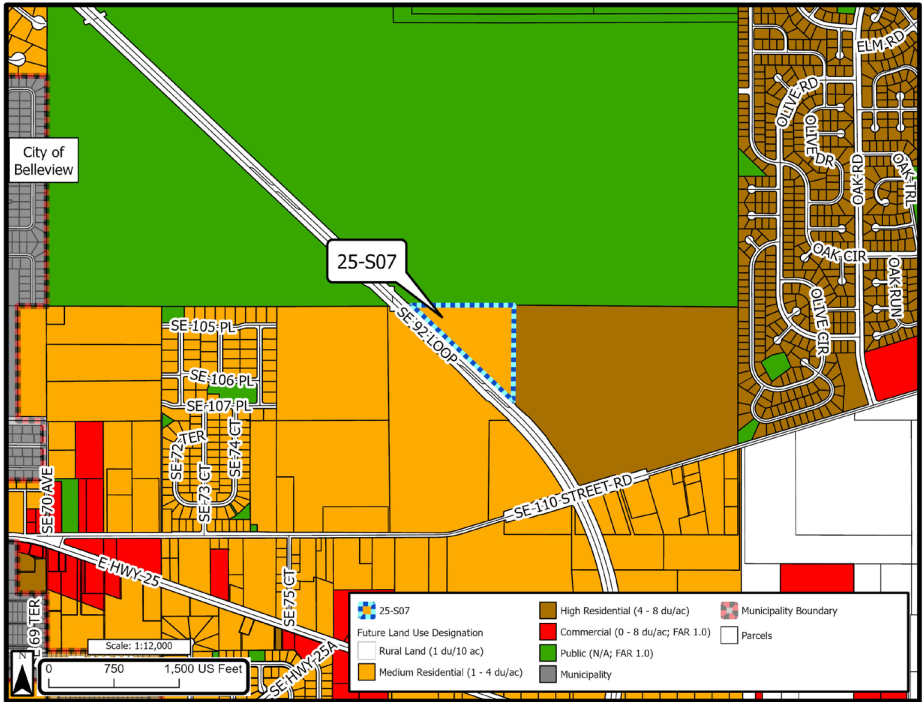 ELM RD
OLIVE RD
City of
Belleview
OLIVE DR
OAK RD
OAK TRL
25-S07
OAK CIR
OAK RUN
OLIVE CIR
SE 105 PL
SE 92 LOOP
SE 106 PL
SE 107 PL
SE 72 TER
SE 73 CT
SE 74 CT
SE 70 AVE
SE 110 STREET RD
E HWY 25
SE 75 CT
SE HWY 25A
69 TER
Scale: 1:12,000
0 750 1,500 US Feet
25-S07
Future Land Use Designation
Rural Land (1 du/10 ac)
Medium Residential (1 - 4 du/ac)
High Residential (4 - 8 du/ac)
Commercial (0 - 8 du/ac; FAR 1.0)
Public (N/A; FAR 1.0)
Municipality
Municipality Boundary
Parcels